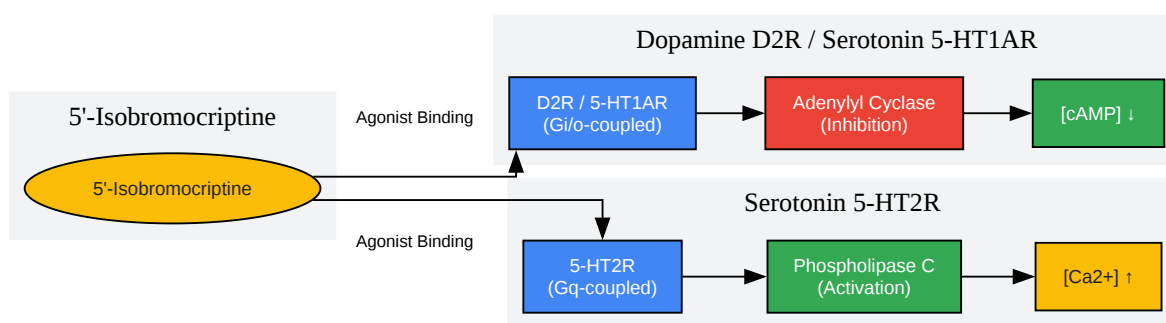 Dopamine D2R / Serotonin 5-HT1AR
5'-Isobromocriptine
5'-Isobromocriptine
Agonist Binding
D2R / 5-HT1AR
(Gi/o-coupled)
Adenylyl Cyclase
(Inhibition)
[cAMP] ↓
Serotonin 5-HT2R
Agonist Binding
5-HT2R
(Gq-coupled)
Phospholipase C
(Activation)
[Ca2+] ↑